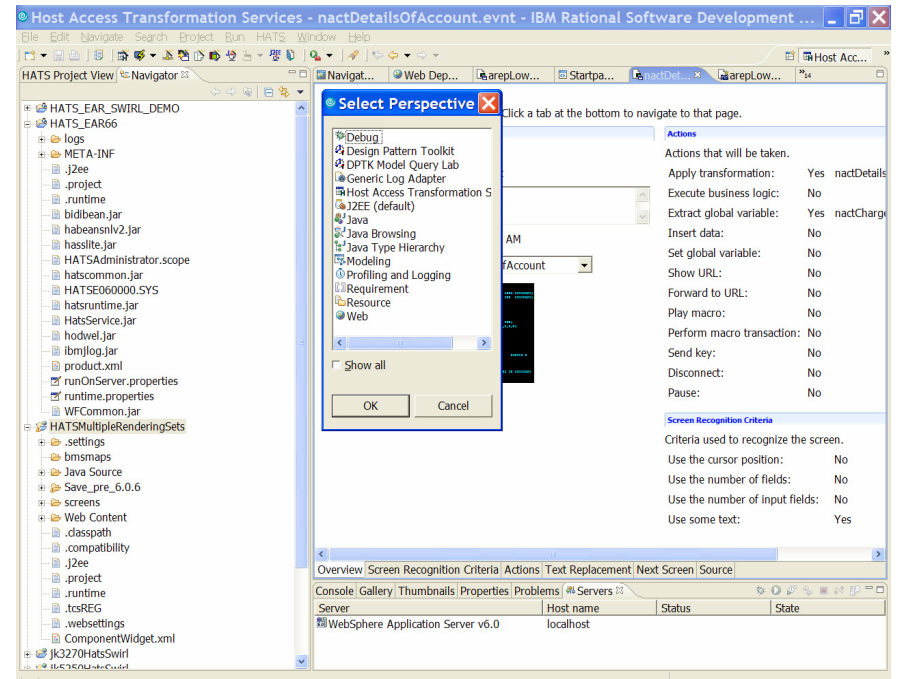 Host Access Transformation Services - nactDetailsOfAccount.evnt - IBM Rational Software Development ...
File Edit Navigate Search Project Run HATS Window Help
Host Acc... »
HATS Project View Navigator
HATS_EAR_SWIRL_DEMO
HATS_EAR66
logs
META-INF
.j2ee
.project
.runtime
bidibean.jar
habeansnlv2.jar
hasslite.jar
HATSAdministrator.scope
hatscommon.jar
HATSE060000.SYS
hatsruntime.jar
HatsService.jar
hodwel.jar
ibmjlog.jar
product.xml
runOnServer.properties
runtime.properties
WFCommon.jar
HATSMultipleRenderingSets
.settings
bmsmaps
Java Source
Save_pre_6.0.6
screens
Web Content
.classpath
.compatibility
.j2ee
.project
.runtime
.tcsREG
.websettings
ComponentWidget.xml
jk3270HatsSwirl
jk5250HatsSwirl
Navigat... Web Dep... arepLow... Startpa... nactDet... arepLow... »14
Click a tab at the bottom to navigate to that page.
AM
fAccount
Select Perspective
Debug
Design Pattern Toolkit
DPTK Model Query Lab
Generic Log Adapter
Host Access Transformation S
J2EE (default)
Java
Java Browsing
Java Type Hierarchy
Modeling
Profiling and Logging
Requirement
Resource
Web
Show all
OK Cancel
Actions
Actions that will be taken.
Apply transformation: Yes nactDetails
Execute business logic: No
Extract global variable: Yes nactCharge
Insert data: No
Set global variable: No
Show URL: No
Forward to URL: No
Play macro: No
Perform macro transaction: No
Send key: No
Disconnect: No
Pause: No
Screen Recognition Criteria
Criteria used to recognize the screen.
Use the cursor position: No
Use the number of fields: No
Use the number of input fields: No
Use some text: Yes
Overview Screen Recognition Criteria Actions Text Replacement Next Screen Source
Console Gallery Thumbnails Properties Problems Servers
Server Host name Status State
WebSphere Application Server v6.0 localhost